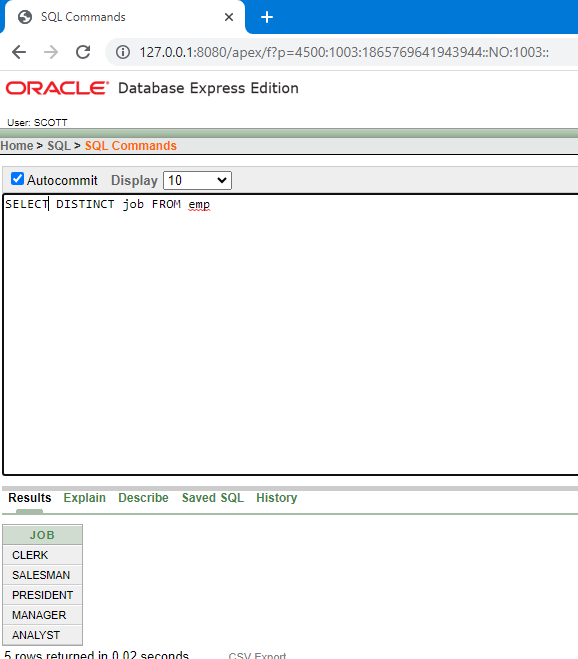 SQL Commands
127.0.0.1:8080/apex/f?p=4500:1003:1865769641943944::NO:1003::
ORACLE® Database Express Edition
User: SCOTT
Home > SQL > SQL Commands
Autocommit Display 10
SELECT DISTINCT job FROM emp
Results Explain Describe Saved SQL History
JOB
CLERK
SALESMAN
PRESIDENT
MANAGER
ANALYST
5 rows returned in 0.02 seconds CSV Export